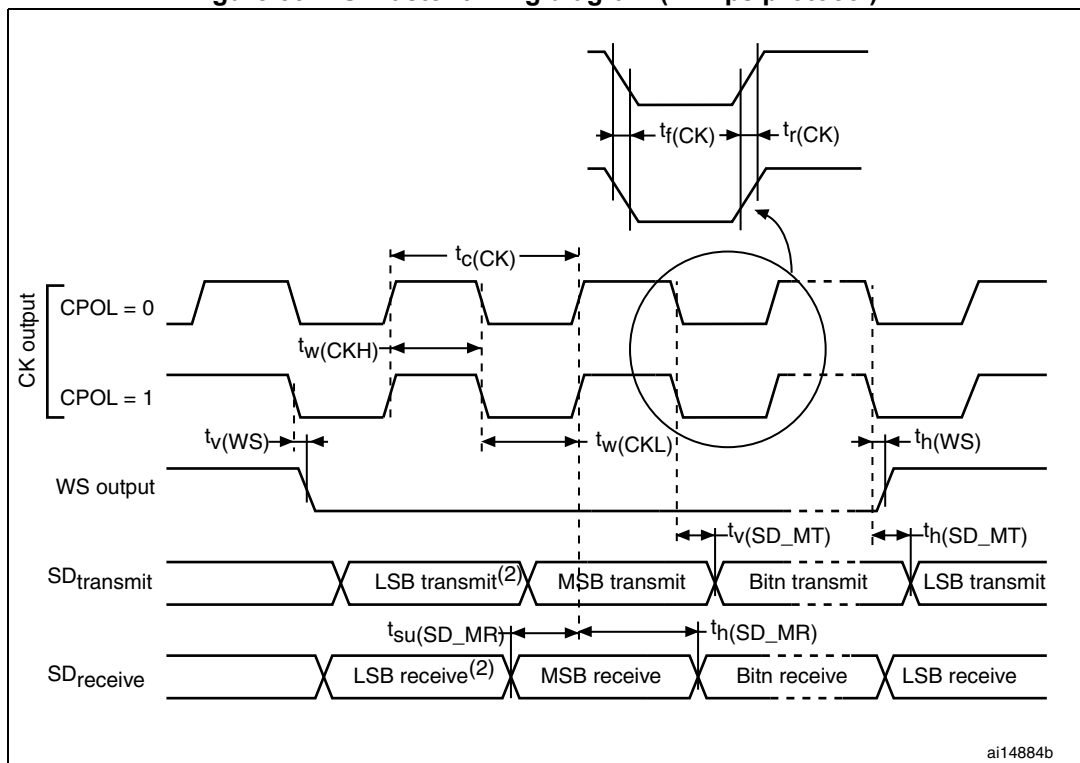 tf(CK) tr(CK)
tc(CK)
CK output
CPOL = 0
tw(CKH)
CPOL = 1
tv(WS) tw(CKL) th(WS)
WS output
tv(SD_MT) th(SD_MT)
SDtransmit LSB transmit(2) MSB transmit Bitn transmit LSB transmit
tsu(SD_MR) th(SD_MR)
SDreceive LSB receive(2) MSB receive Bitn receive LSB receive
ai14884b